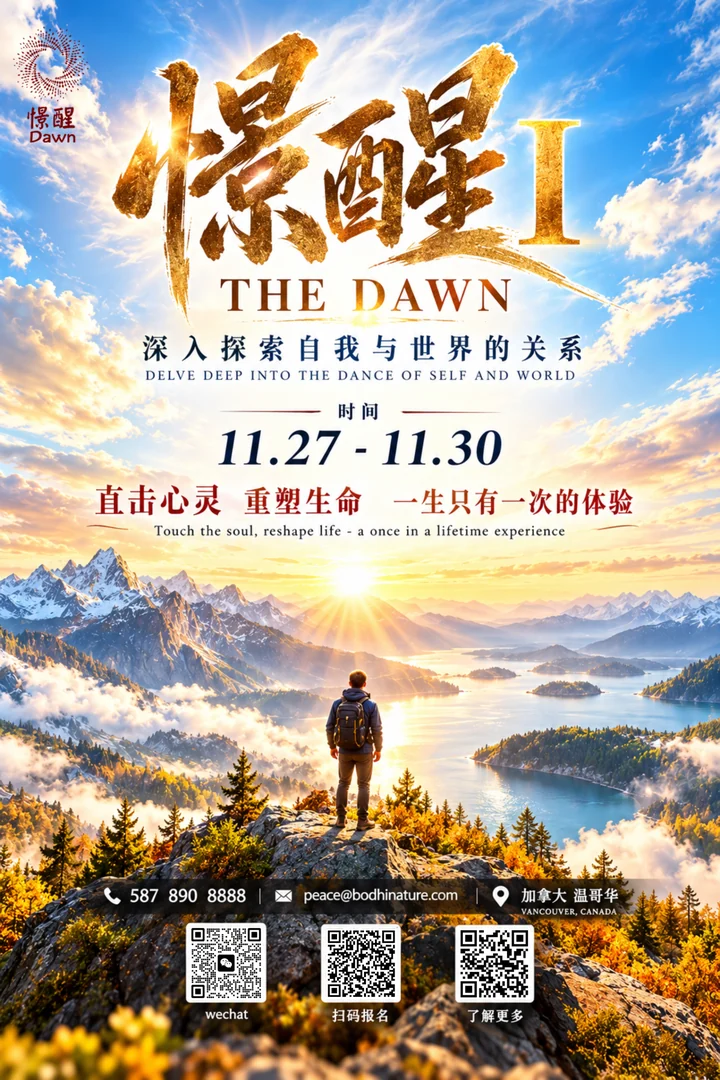 憬醒
Dawn
憬醒 I
THE DAWN
深入探索自我与世界的关系
DELVE DEEP INTO THE DANCE OF SELF AND WORLD
时间
11.27 - 11.30
直击心灵 重塑生命 一生只有一次的体验
Touch the soul, reshape life - a once in a lifetime experience
587 890 8888 | peace@bodhinature.com | 加拿大 温哥华
VANCOUVER, CANADA
wechat 扫码报名 了解更多